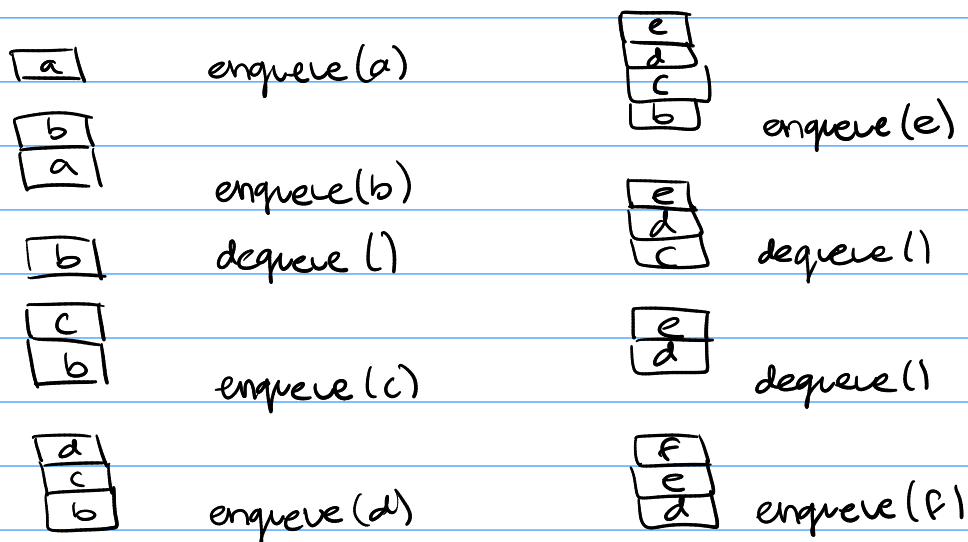 a enqueue(a)
b
a
enqueue(b)
b dequeue()
c
b
enqueue(c)
d
c
b enqueue(d)
e
d
c
b
enqueue(e)
e
d
c dequeue()
e
d
dequeue()
f
e
d enqueue(f)